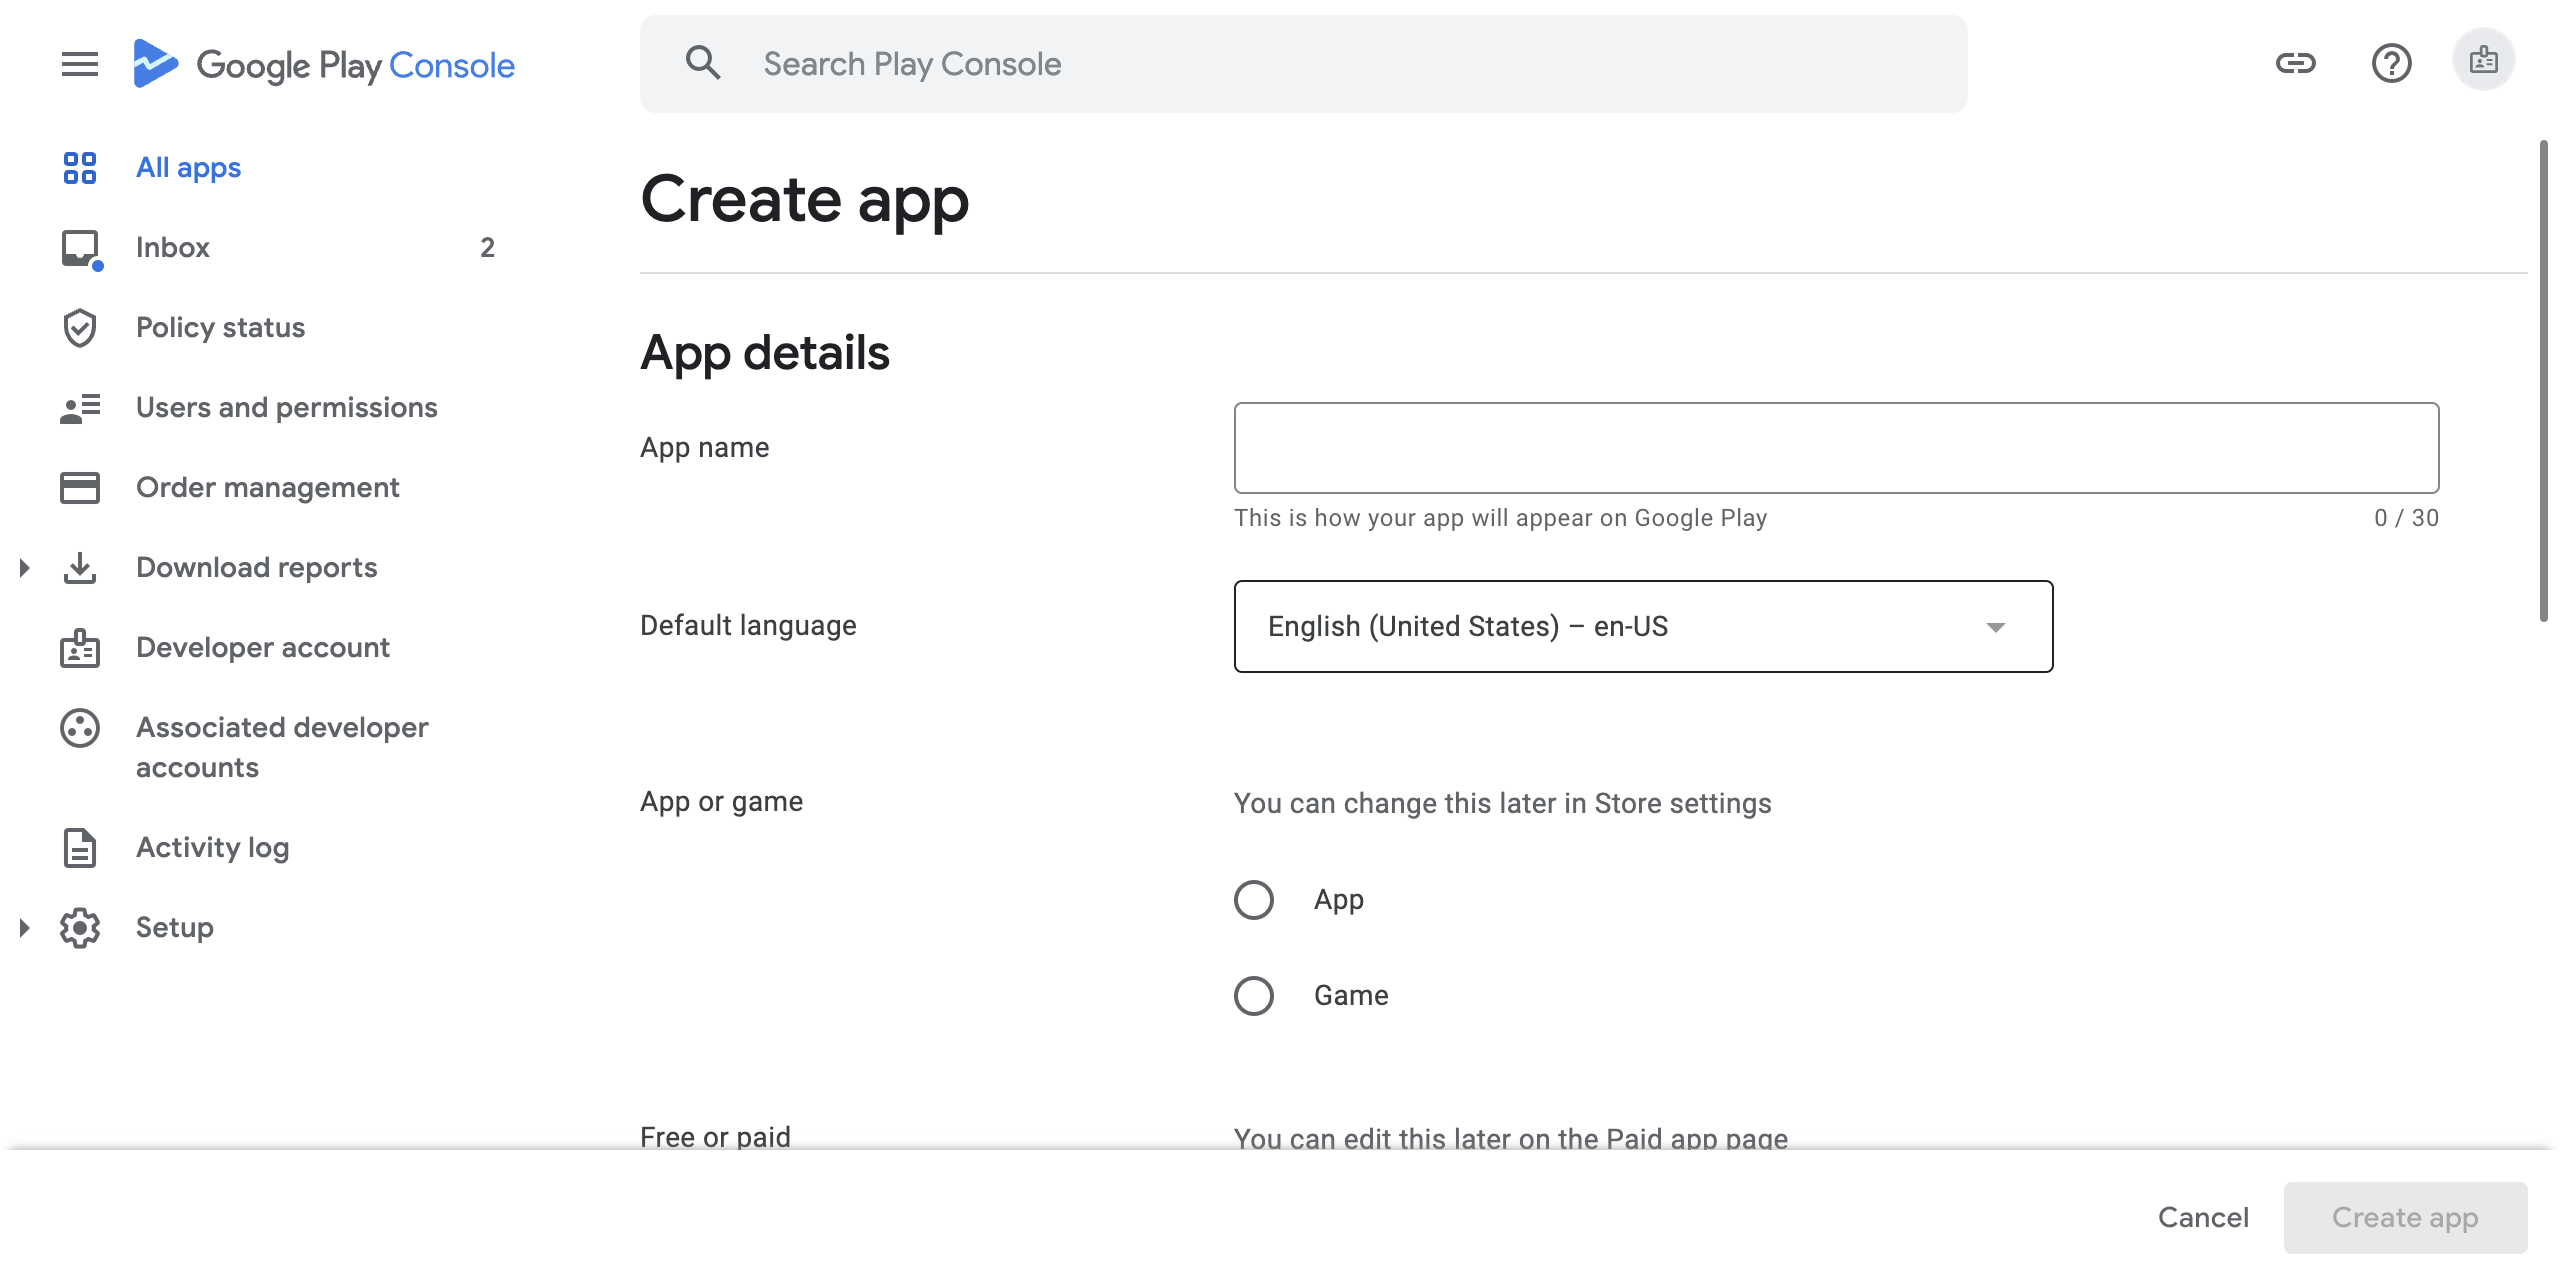 Google Play Console
Search Play Console
All apps
Inbox 2
Policy status
Users and permissions
Order management
Download reports
Developer account
Associated developer
accounts
Activity log
Setup
Create app
App details
App name
This is how your app will appear on Google Play 0 / 30
Default language English (United States) – en-US
App or game You can change this later in Store settings
App
Game
Free or paid You can edit this later on the Paid app page
Cancel Create app